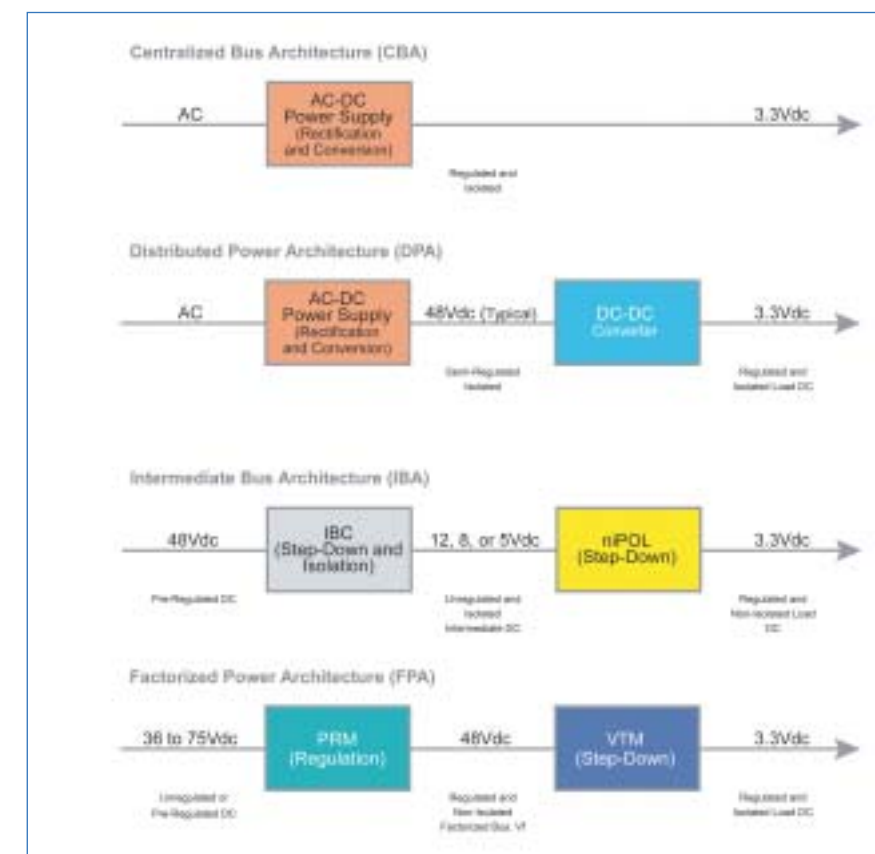 Centralized Bus Architecture (CBA)
AC
AC-DC
Power Supply
(Rectification
and Conversion)
3.3Vdc
Regulated and
Isolated
Distributed Power Architecture (DPA)
AC
AC-DC
Power Supply
(Rectification
and Conversion)
48Vdc (Typical)
DC-DC
Converter
3.3Vdc
Semi-Regulated
Isolated
Regulated and
Isolated Load DC
Intermediate Bus Architecture (IBA)
48Vdc
IBC
(Step-Down and
Isolation)
12, 8, or 5Vdc
niPOL
(Step-Down)
3.3Vdc
Pre-Regulated DC
Unregulated and
Isolated
Intermediate DC
Regulated and
Non-Isolated Load
DC
Factorized Power Architecture (FPA)
36 to 75Vdc
PRM
(Regulation)
48Vdc
VTM
(Step-Down)
3.3Vdc
Unregulated or
Pre-Regulated DC
Regulated and
Non-Isolated
Factorized Bus, Vf
Regulated and
Isolated Load DC